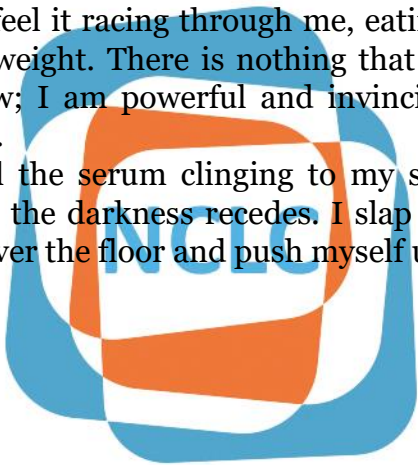 feel it racing through me, eatin
weight. There is nothing that
w; I am powerful and invinci
.
l the serum clinging to my s
the darkness recedes. I slap
ver the floor and push myself u
NCLC